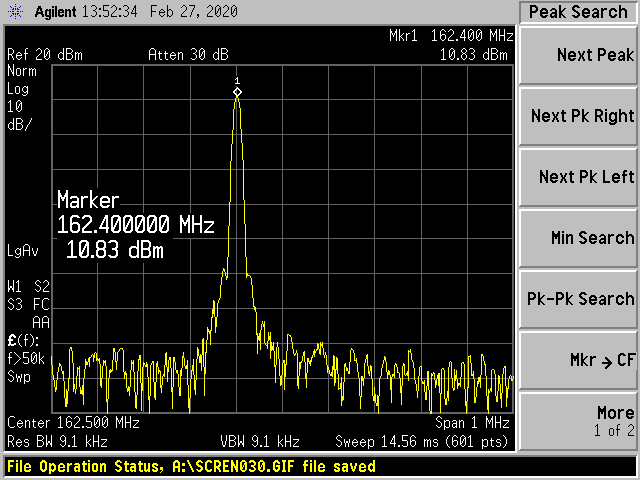 Agilent 13:52:34 Feb 27, 2020
Peak Search
Mkr1 162.400 MHz
Ref 20 dBm Atten 30 dB 10.83 dBm
Norm
Log
10
dB/
1
Marker
162.400000 MHz
10.83 dBm
LgAv
W1 S2
S3 FC
AA
£(f):
f>50k
Swp
Center 162.500 MHz Span 1 MHz
Res BW 9.1 kHz VBW 9.1 kHz Sweep 14.56 ms (601 pts)
File Operation Status, A:\SCREN030.GIF file saved
Next Peak
Next Pk Right
Next Pk Left
Min Search
Pk-Pk Search
Mkr → CF
More
1 of 2